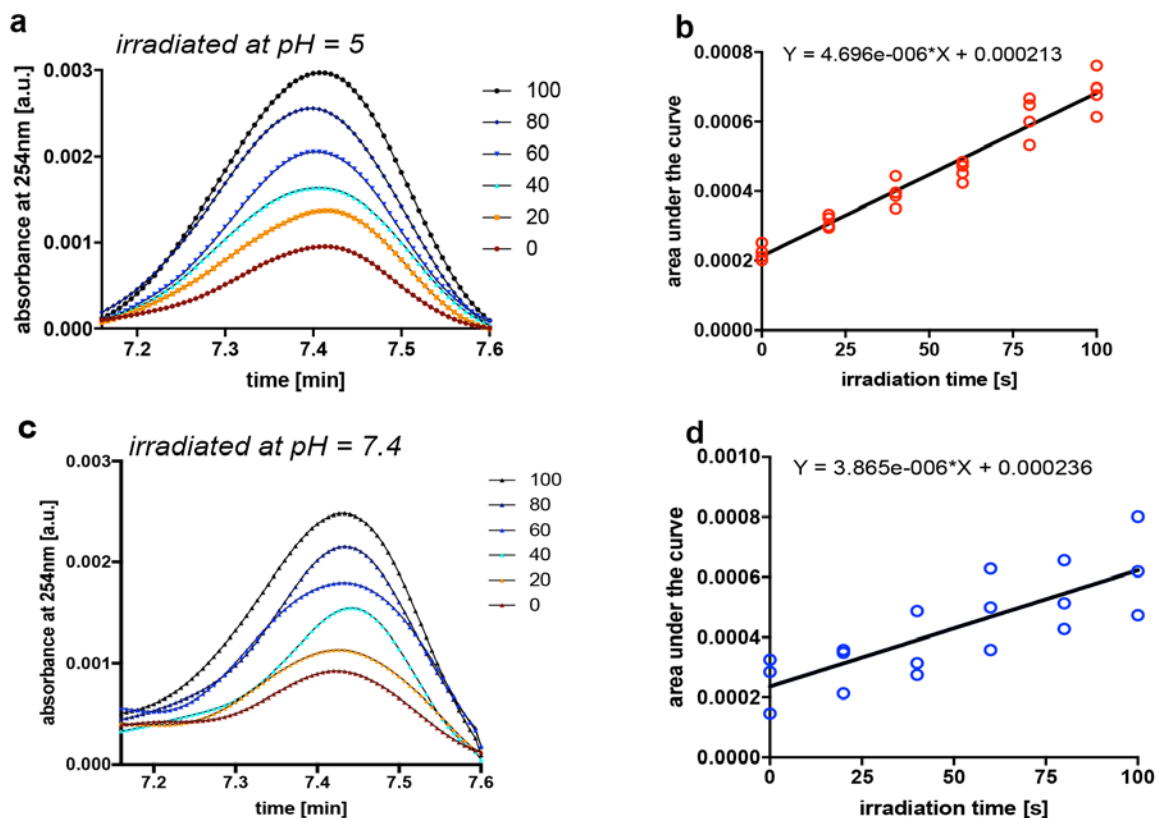 a
irradiated at pH = 5
absorbance at 254nm [a.u.]
0.003
0.002
0.001
0.000
7.2 7.3 7.4 7.5 7.6
time [min]
100
80
60
40
20
0
b
Y = 4.696e-006*X + 0.000213
area under the curve
0.0008
0.0006
0.0004
0.0002
0.0000
0 25 50 75 100
irradiation time [s]
c
irradiated at pH = 7.4
absorbance at 254nm [a.u.]
0.003
0.002
0.001
0.000
7.2 7.3 7.4 7.5 7.6
time [min]
100
80
60
40
20
0
d
Y = 3.865e-006*X + 0.000236
area under the curve
0.0010
0.0008
0.0006
0.0004
0.0002
0.0000
0 25 50 75 100
irradiation time [s]